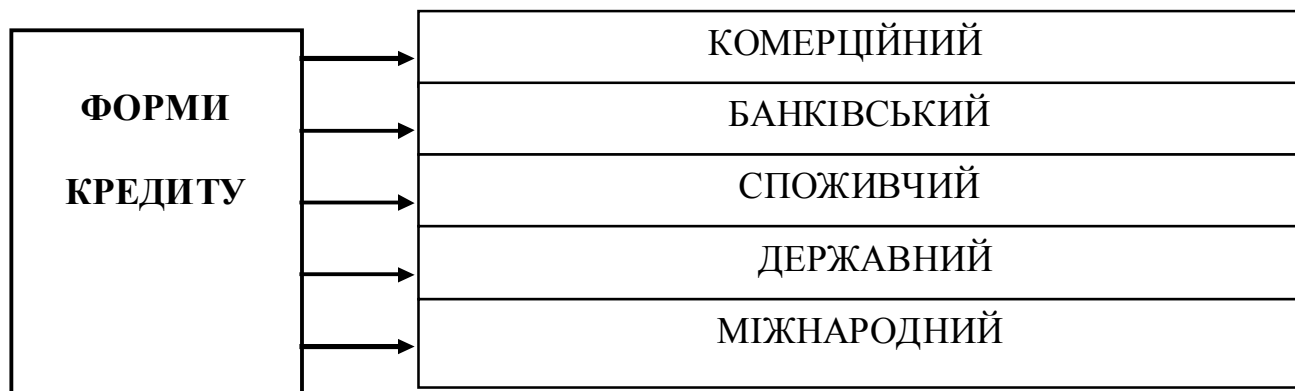 ФОРМИ
КРЕДИТУ
КОМЕРЦІЙНИЙ
БАНКІВСЬКИЙ
СПОЖИВЧИЙ
ДЕРЖАВНИЙ
МІЖНАРОДНИЙ